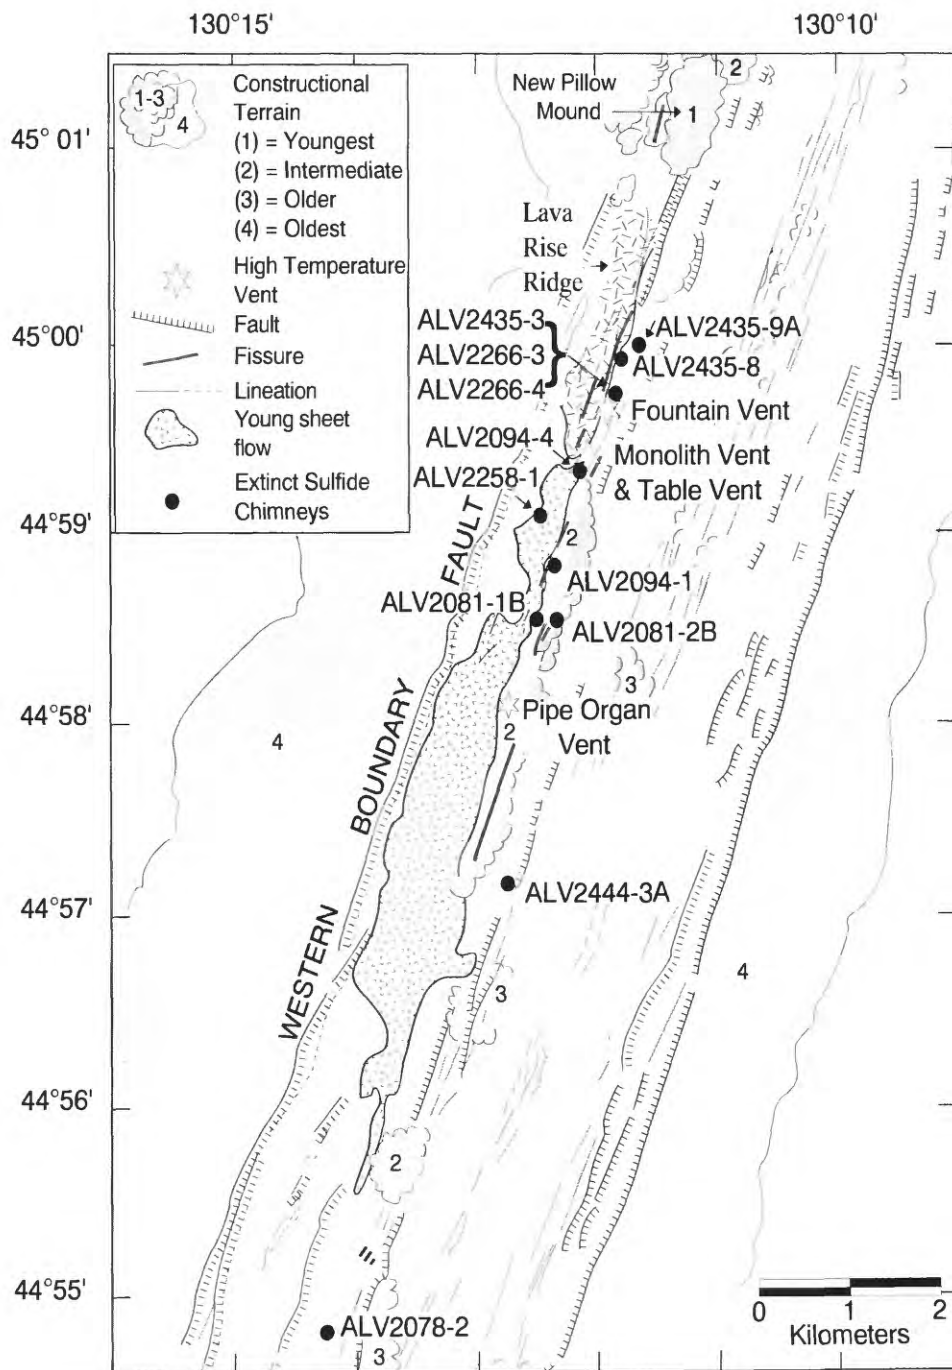 130°15'
130°10'
45° 01'
45° 00'
44°59'
44°58'
44°57'
44°56'
44°55'
1-3
4
Constructional
Terrain
(1) = Youngest
(2) = Intermediate
(3) = Older
(4) = Oldest
High Temperature
Vent
Fault
Fissure
Lineation
Young sheet
flow
Extinct Sulfide
Chimneys
New Pillow
Mound
1
2
Lava
Rise
Ridge
ALV2435-3
ALV2266-3
ALV2266-4
ALV2435-9A
ALV2435-8
Fountain Vent
ALV2094-4
Monolith Vent
& Table Vent
ALV2258-1
2
ALV2094-1
ALV2081-1B
ALV2081-2B
3
Pipe Organ
Vent
2
4
WESTERN BOUNDARY FAULT
ALV2444-3A
4
3
2
ALV2078-2
3
0 1 2
Kilometers